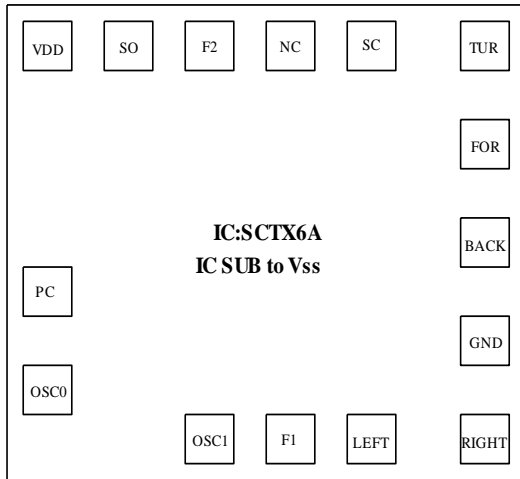 VDD SO F2 NC SC TUR
FOR
IC:SCTX6A
IC SUB to Vss
BACK
PC
GND
OSC0
OSC1 F1 LEFT RIGHT